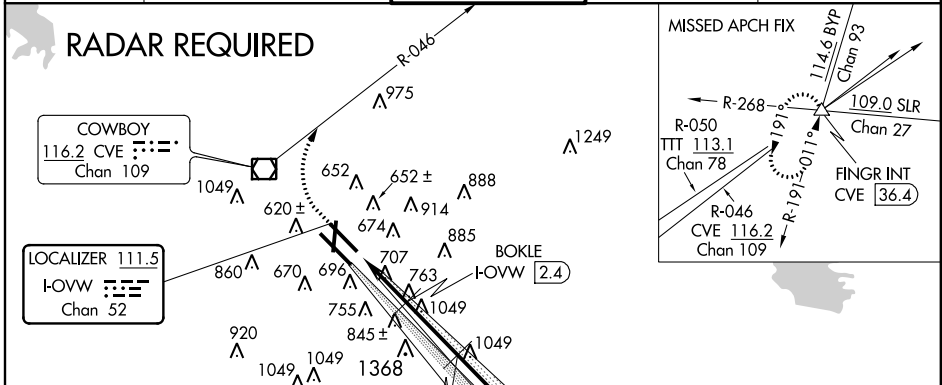 RADAR REQUIRED
R-046
975
COWBOY
116.2 CVE
Chan 109
1249
1049
652
652 ±
888
620 ±
914
674
LOCALIZER 111.5
I-OVW
Chan 52
860
670
696
707
885
BOKLE
I-OVW 2.4
763
755
1049
845 ±
920
1049
1049
1368
1049
MISSED APCH FIX
114.6 BYP
Chan 93
R-268
191°
109.0 SLR
Chan 27
R-050
TTT 113.1
Chan 78
R-191
011°
FINGR INT
CVE 36.4
R-046
CVE 116.2
Chan 109